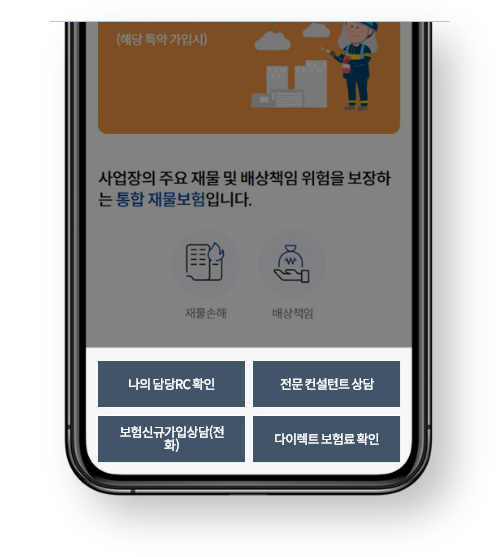 (해당 특약 가입시)
사업장의 주요 재물 및 배상책임 위험을 보장하
는 통합 재물보험입니다.
재물손해 배상책임
나의 담당RC 확인 전문 컨설턴트 상담
보험신규가입상담(전
화)
다이렉트 보험료 확인